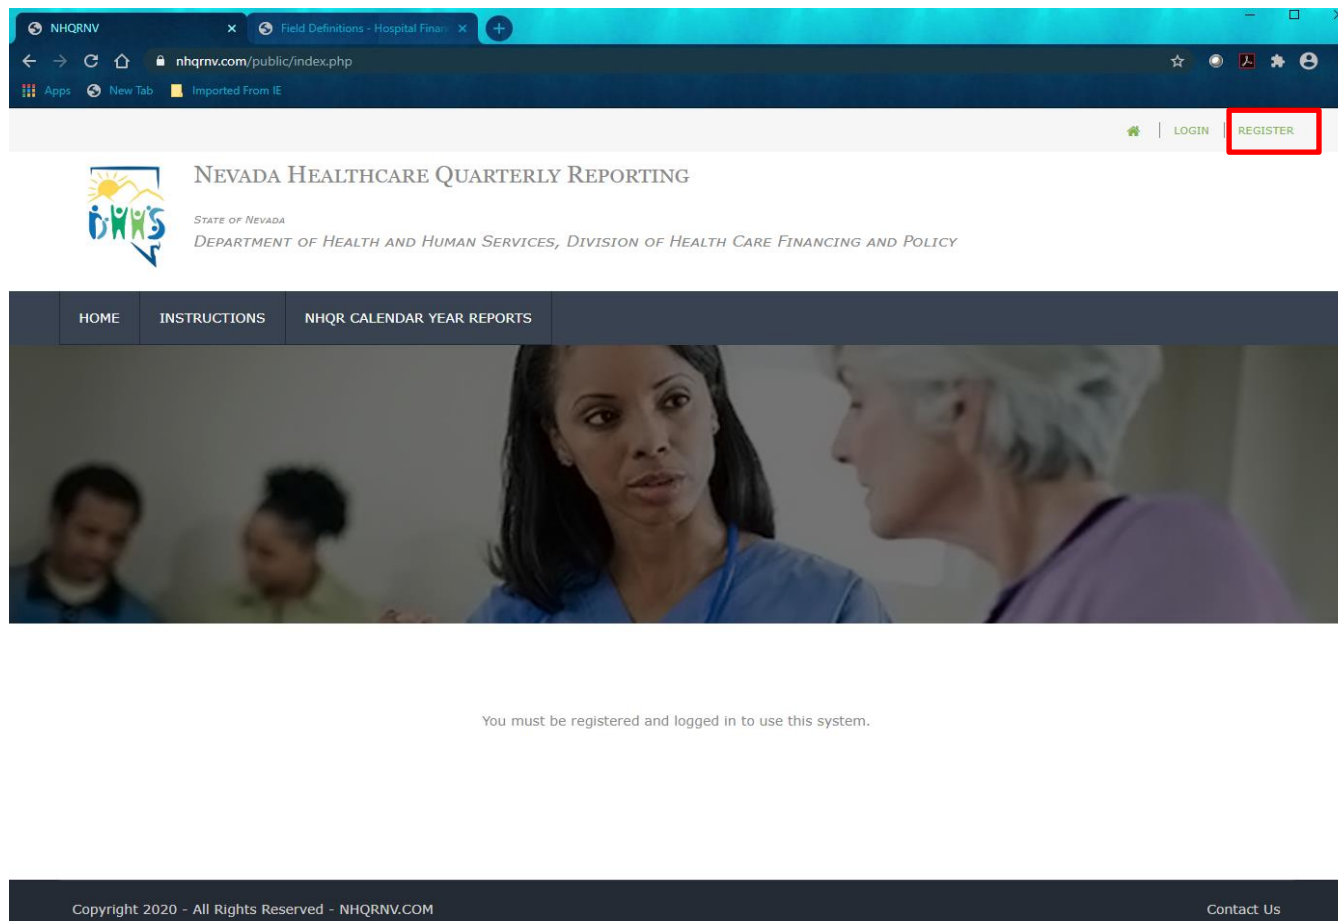 NHQRNV
Field Definitions - Hospital Finan
nhqrnv.com/public/index.php
Apps New Tab Imported From IE
LOGIN REGISTER
NEVADA HEALTHCARE QUARTERLY REPORTING
DHHS
STATE OF NEVADA
DEPARTMENT OF HEALTH AND HUMAN SERVICES, DIVISION OF HEALTH CARE FINANCING AND POLICY
HOME INSTRUCTIONS NHQR CALENDAR YEAR REPORTS
You must be registered and logged in to use this system.
Copyright 2020 - All Rights Reserved - NHQRNV.COM Contact Us